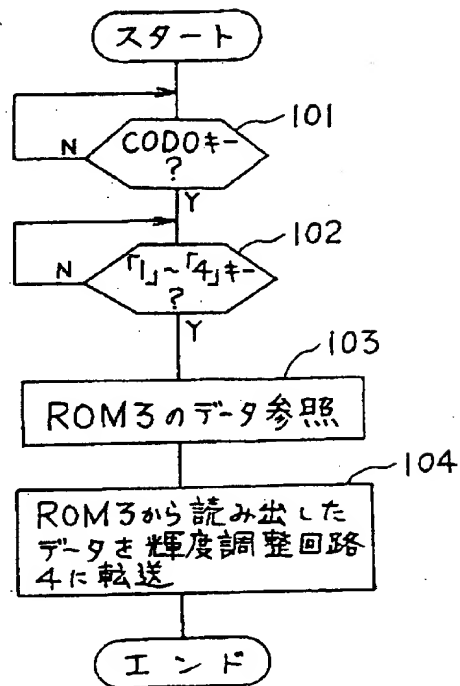 スタート
101
CODOキー
?
N
Y
102
「1」~「4」キー
?
N
Y
103
ROM3のデータ参照
104
ROM3から読み出した
データを輝度調整回路
4に転送
エンド